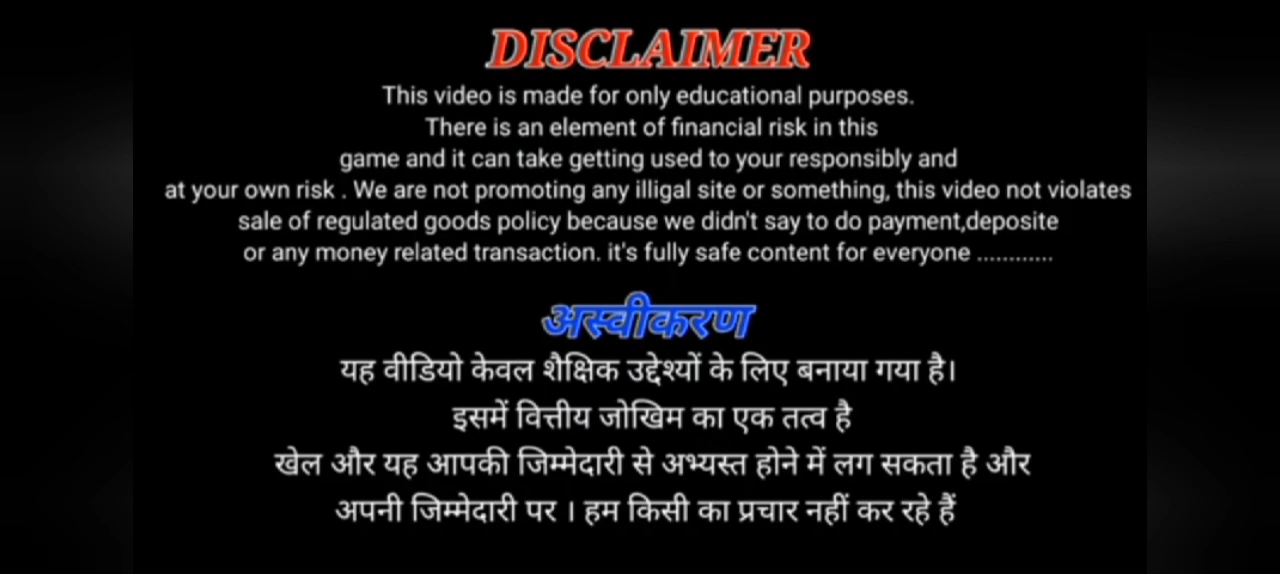 DISCLAIMER
This video is made for only educational purposes.
There is an element of financial risk in this
game and it can take getting used to your responsibly and
at your own risk . We are not promoting any illigal site or something, this video not violates
sale of regulated goods policy because we didn't say to do payment,deposite
or any money related transaction. it's fully safe content for everyone ............
अस्वीकरण
यह वीडियो केवल शैक्षिक उद्देश्यों के लिए बनाया गया है।
इसमें वित्तीय जोखिम का एक तत्व है
खेल और यह आपकी जिम्मेदारी से अभ्यस्त होने में लग सकता है और
अपनी जिम्मेदारी पर । हम किसी का प्रचार नहीं कर रहे हैं